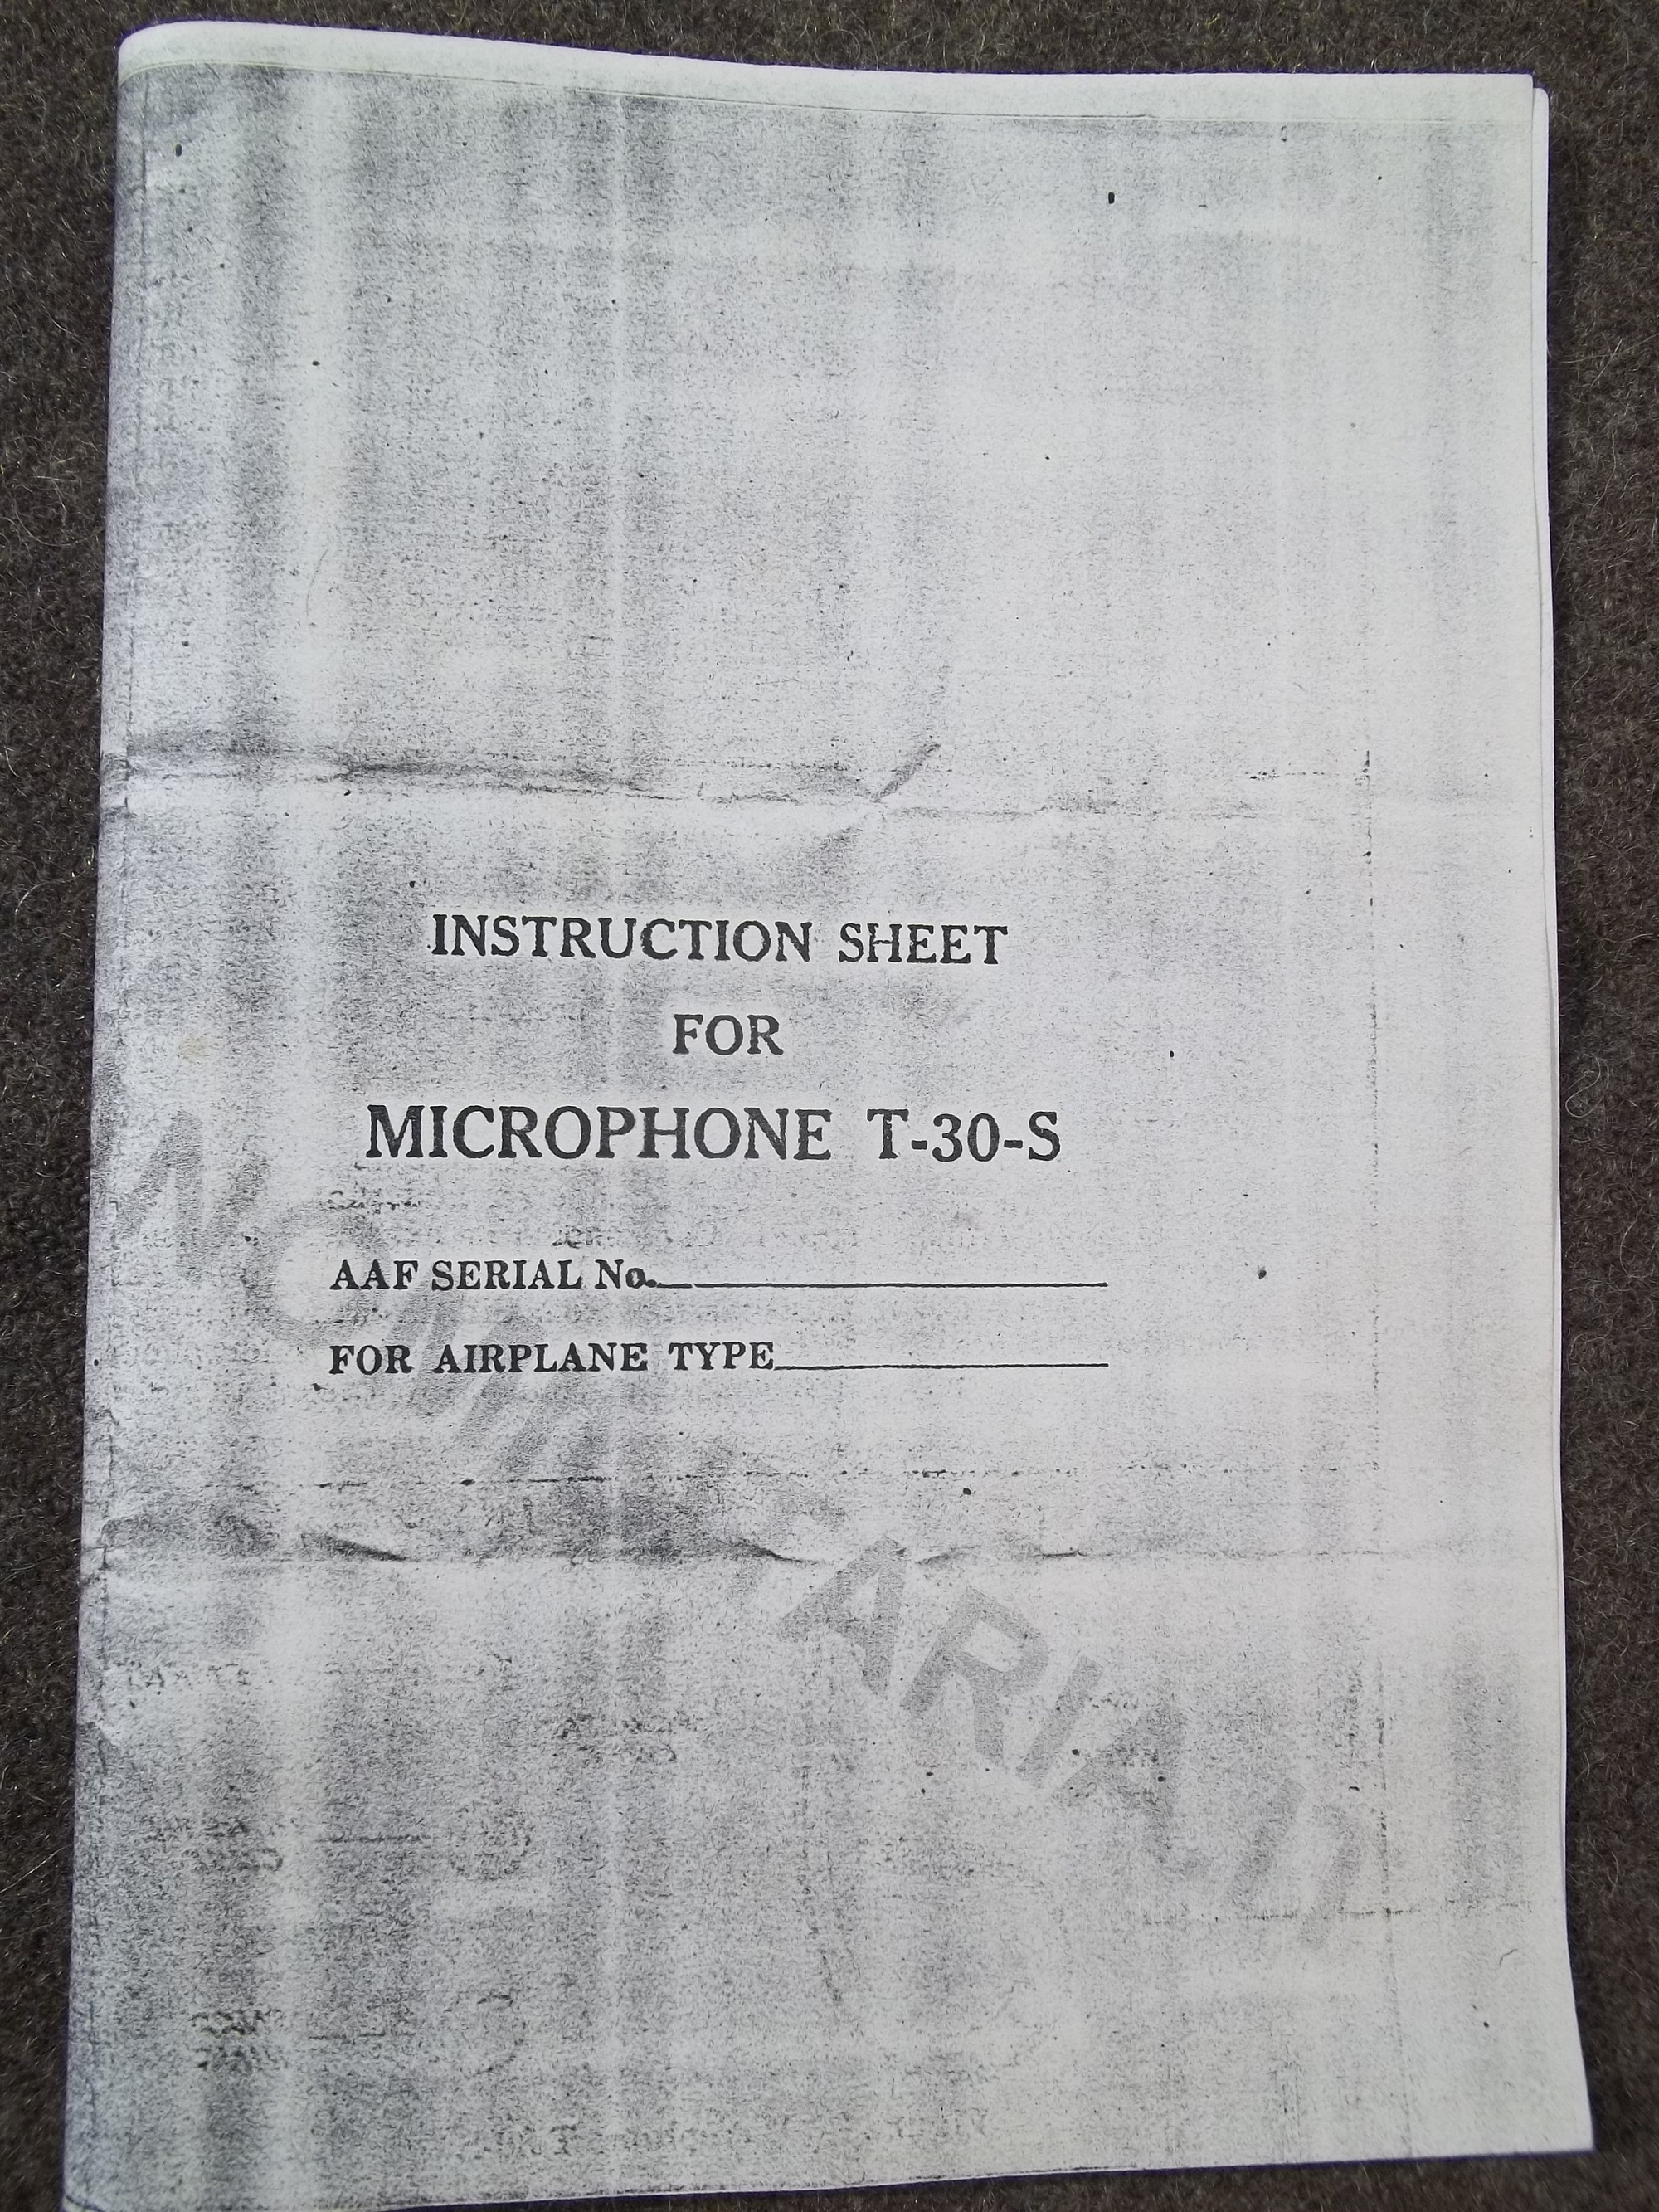 INSTRUCTION SHEET
FOR
MICROPHONE T-30-S
AAF SERIAL No.
FOR AIRPLANE TYPE